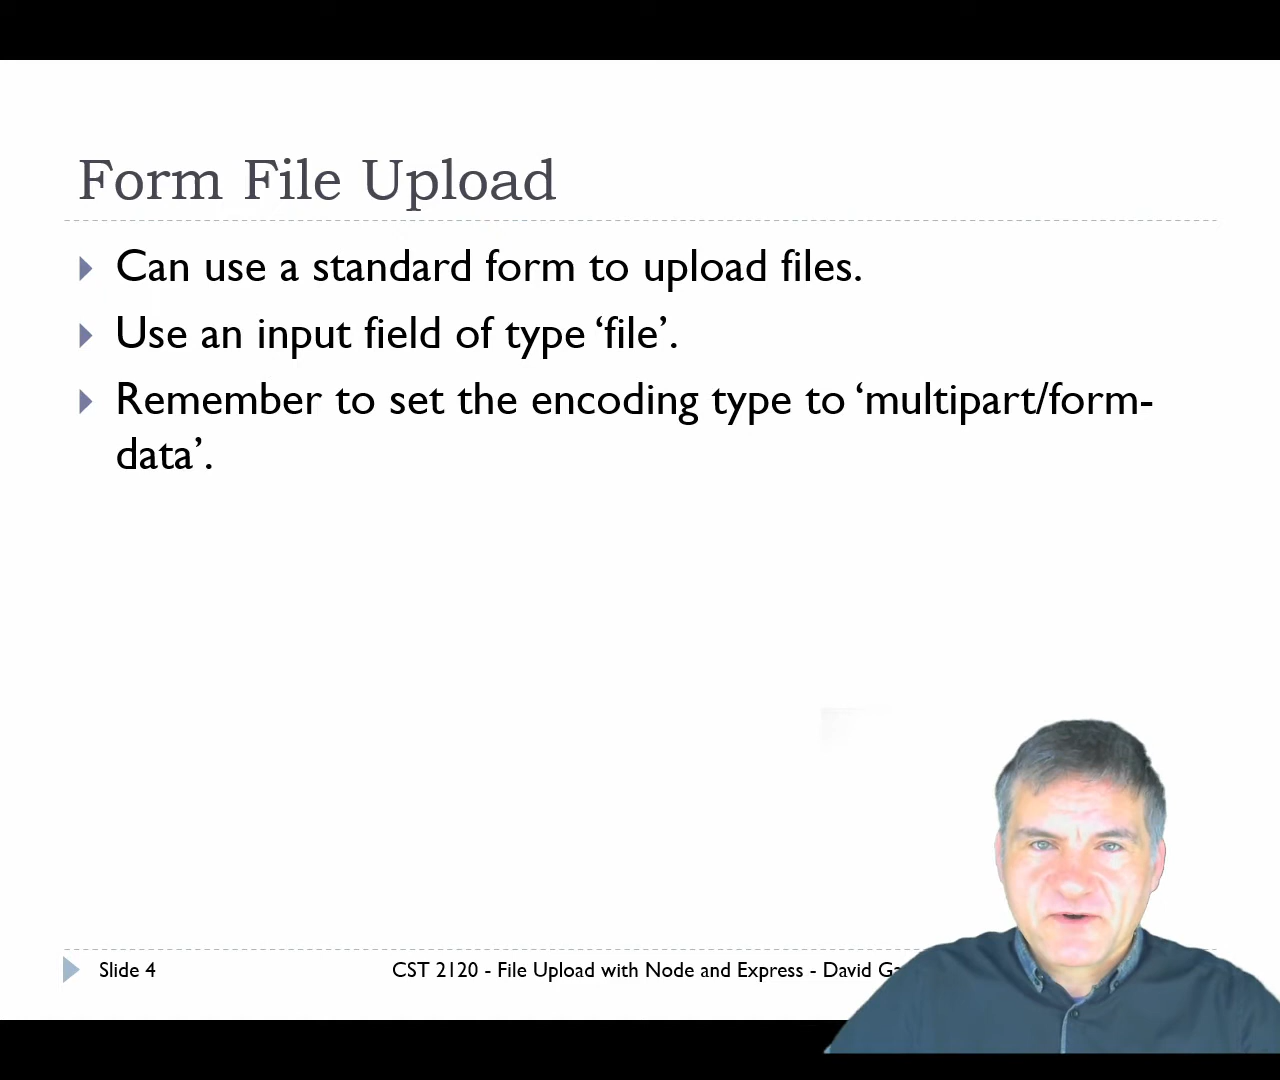 Form File Upload
Can use a standard form to upload files.
Use an input field of type ‘file’.
Remember to set the encoding type to ‘multipart/form-
data’.
Slide 4
CST 2120 - File Upload with Node and Express - David